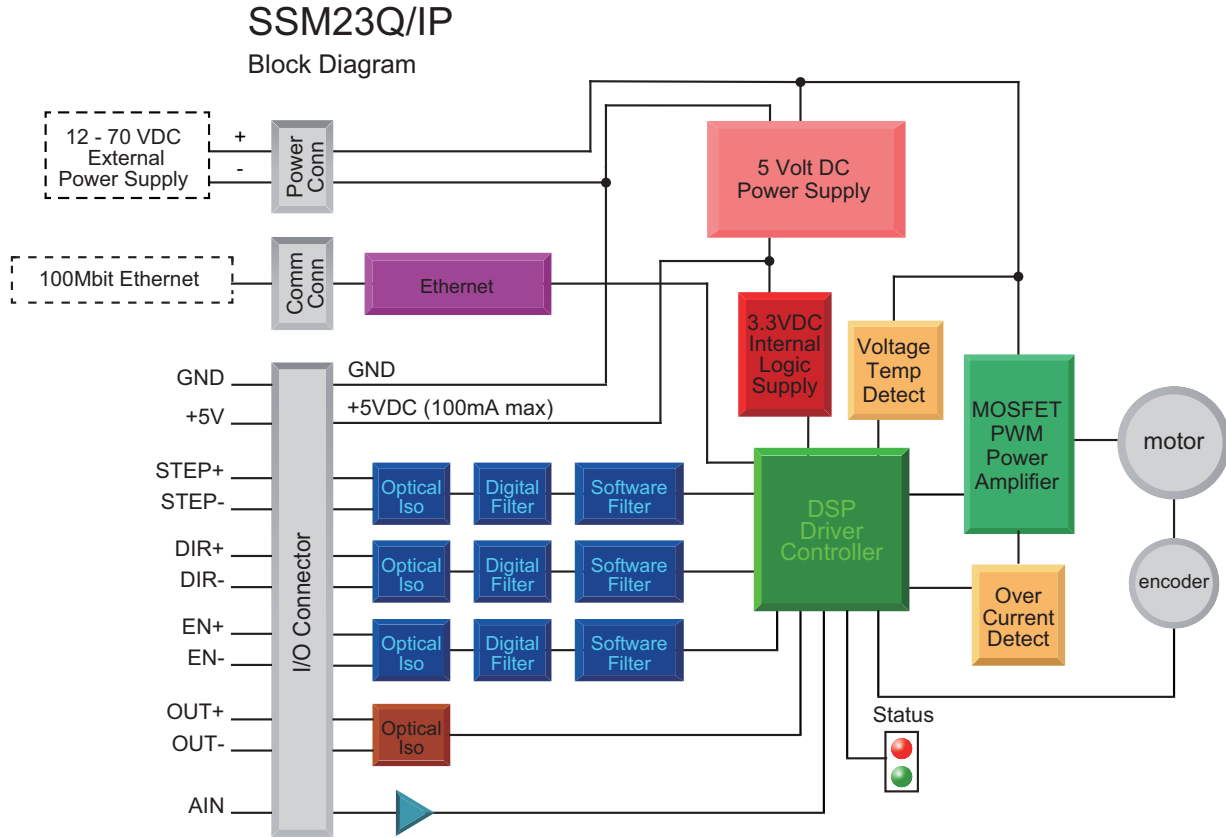 SSM23Q/IP
Block Diagram
12 - 70 VDC
External
Power Supply
+
-
Power
Conn
5 Volt DC
Power Supply
100Mbit Ethernet
Comm
Conn
Ethernet
3.3VDC
Internal
Logic
Supply
Voltage
Temp
Detect
MOSFET
PWM
Power
Amplifier
motor
encoder
GND
GND
+5V
+5VDC (100mA max)
I/O Connector
STEP+
STEP-
Optical
Iso
Digital
Filter
Software
Filter
DSP
Driver
Controller
DIR+
DIR-
Optical
Iso
Digital
Filter
Software
Filter
Over
Current
Detect
EN+
EN-
Optical
Iso
Digital
Filter
Software
Filter
OUT+
OUT-
Optical
Iso
Status
AIN